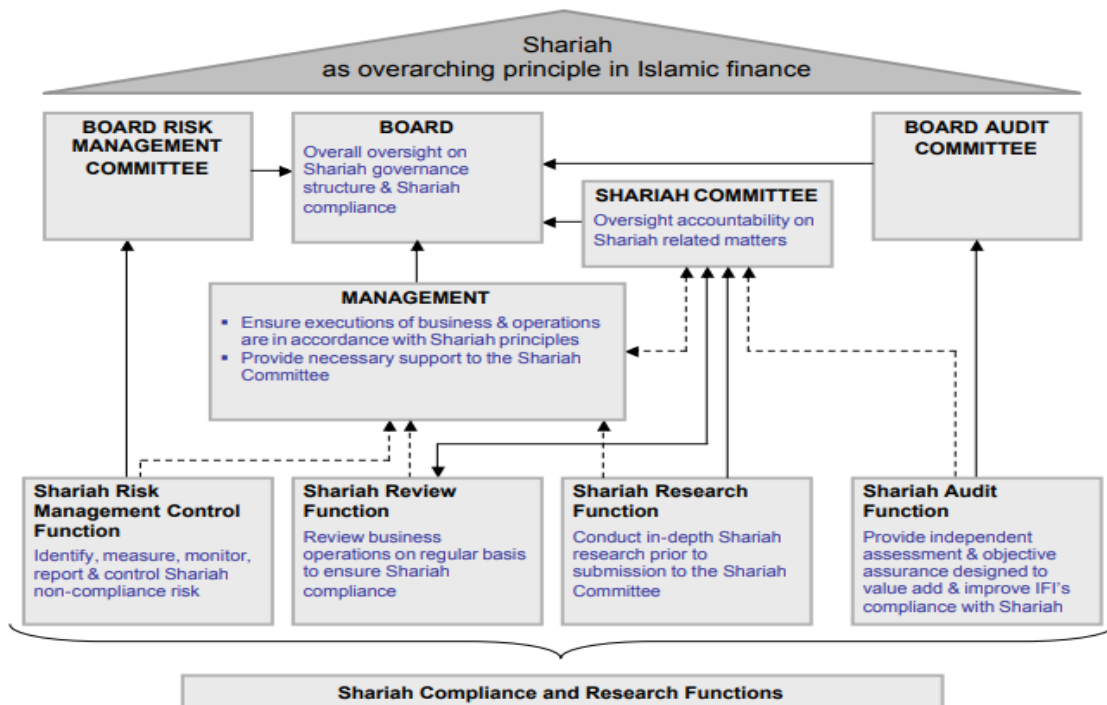 Shariah
as overarching principle in Islamic finance
BOARD RISK
MANAGEMENT
COMMITTEE
BOARD
Overall oversight on
Shariah governance
structure & Shariah
compliance
BOARD AUDIT
COMMITTEE
SHARIAH COMMITTEE
Oversight accountability on
Shariah related matters
MANAGEMENT
▪ Ensure executions of business & operations
are in accordance with Shariah principles
▪ Provide necessary support to the Shariah
Committee
Shariah Risk
Management Control
Function
Identify, measure, monitor,
report & control Shariah
non-compliance risk
Shariah Review
Function
Review business
operations on regular basis
to ensure Shariah
compliance
Shariah Research
Function
Conduct in-depth Shariah
research prior to
submission to the Shariah
Committee
Shariah Audit
Function
Provide independent
assessment & objective
assurance designed to
value add & improve IFI's
compliance with Shariah
Shariah Compliance and Research Functions